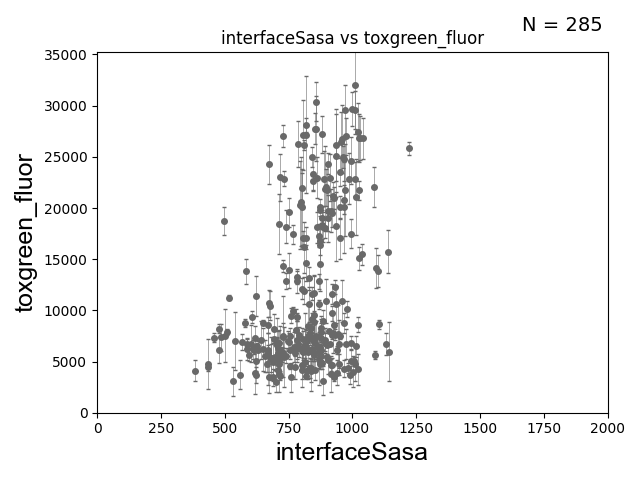 N = 285
interfaceSasa vs toxgreen_fluor
35000
30000
25000
20000
15000
10000
5000
0
toxgreen_fluor
0 250 500 750 1000 1250 1500 1750 2000
interfaceSasa